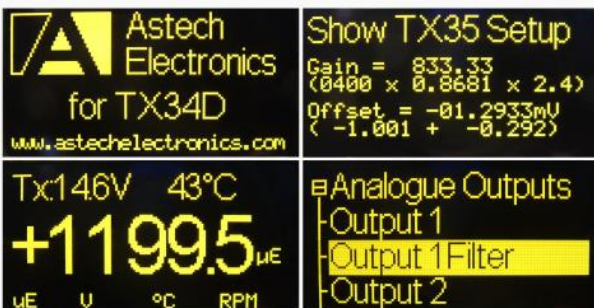 Astech
Electronics
for TX34D
www.astechelectronics.com
Show TX35 Setup
Gain = 833.33
(0400 x 0.8681 x 2.4)
Offset = -01.2933mV
( -1.001 + -0.292)
Tx:14.6V 43°C
+1199.5µE
µE V °C RPM
Analogue Outputs
Output 1
Output 1 Filter
Output 2